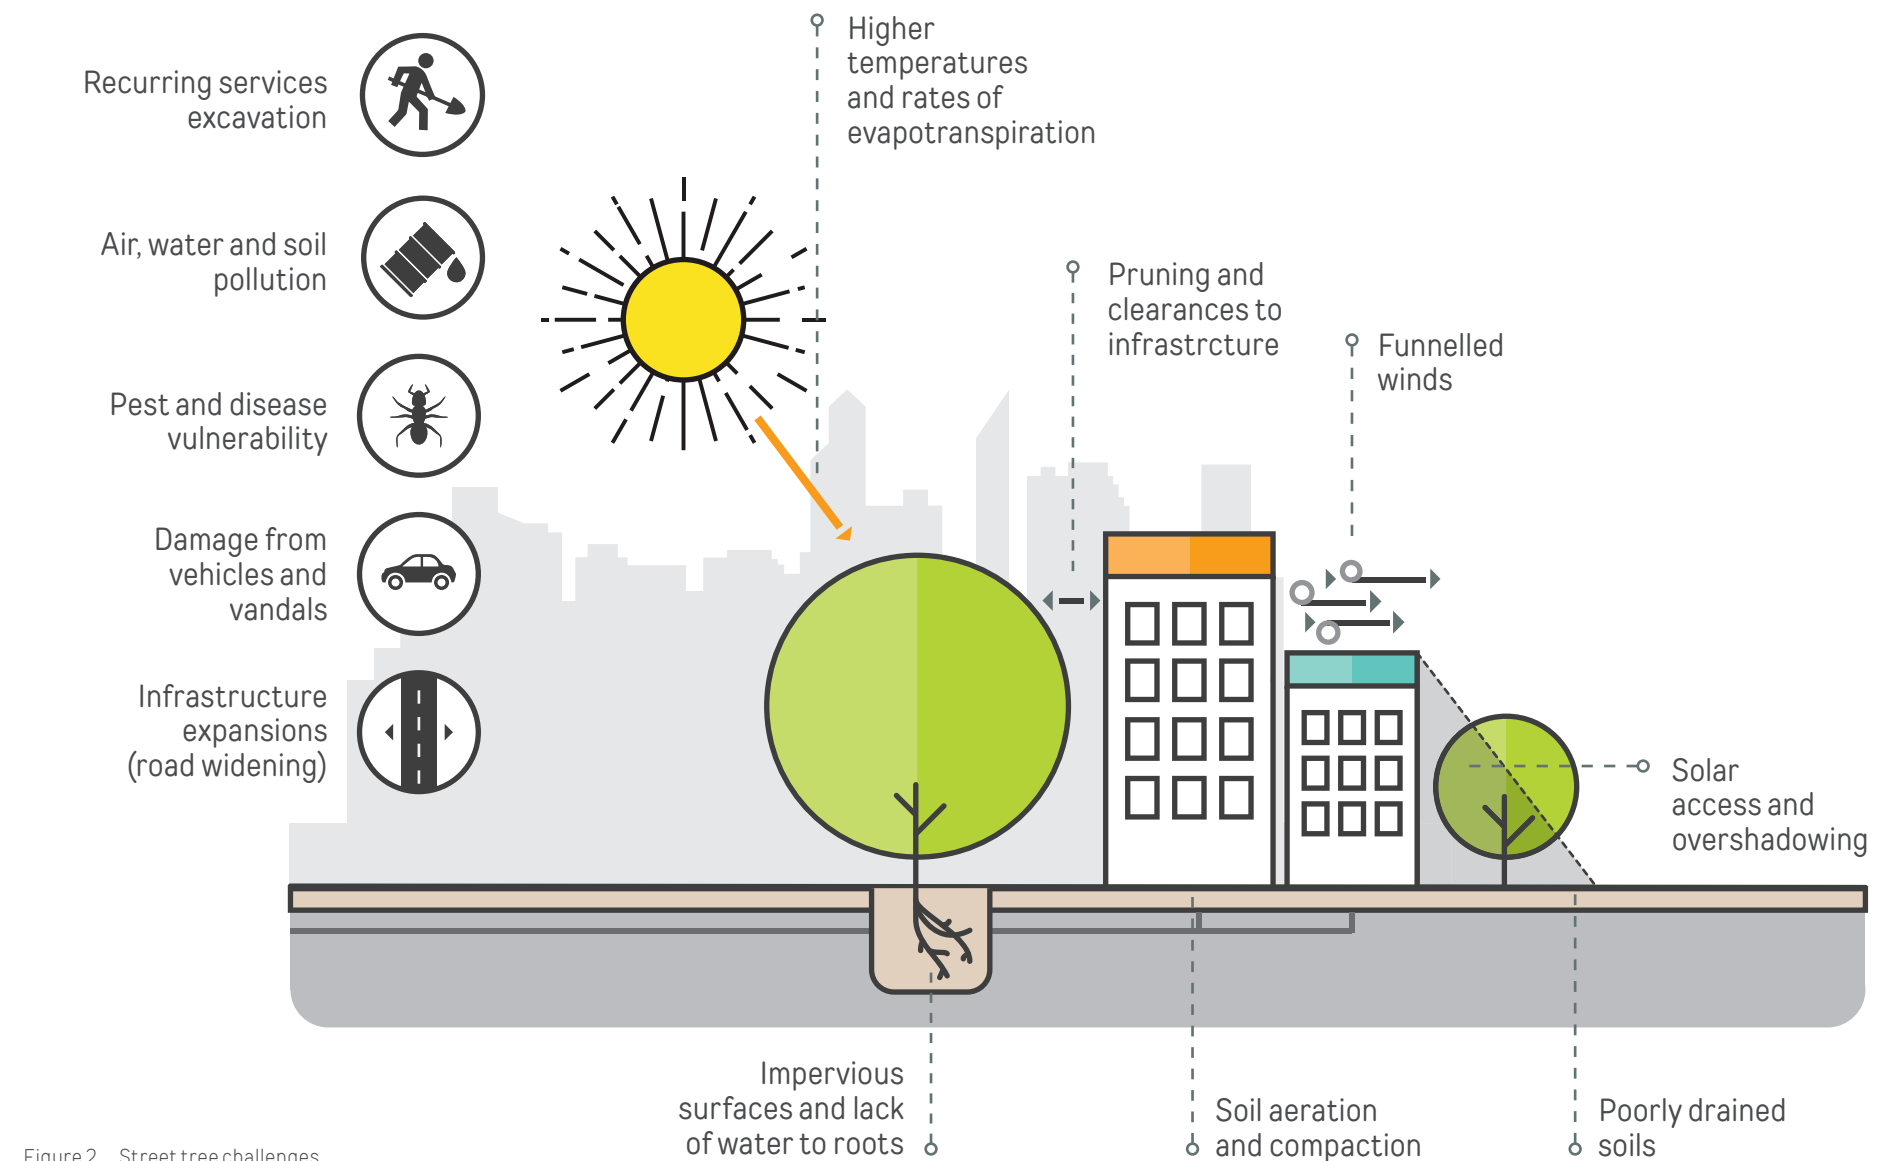 Recurring services
excavation
Air, water and soil
pollution
Pest and disease
vulnerability
Damage from
vehicles and
vandals
Infrastructure
expansions
(road widening)
Higher
temperatures
and rates of
evapotranspiration
Pruning and
clearances to
infrastrcture
Funnelled
winds
Solar
access and
overshadowing
Impervious
surfaces and lack
of water to roots
Soil aeration
and compaction
Poorly drained
soils
Figure 2 Street tree challenges